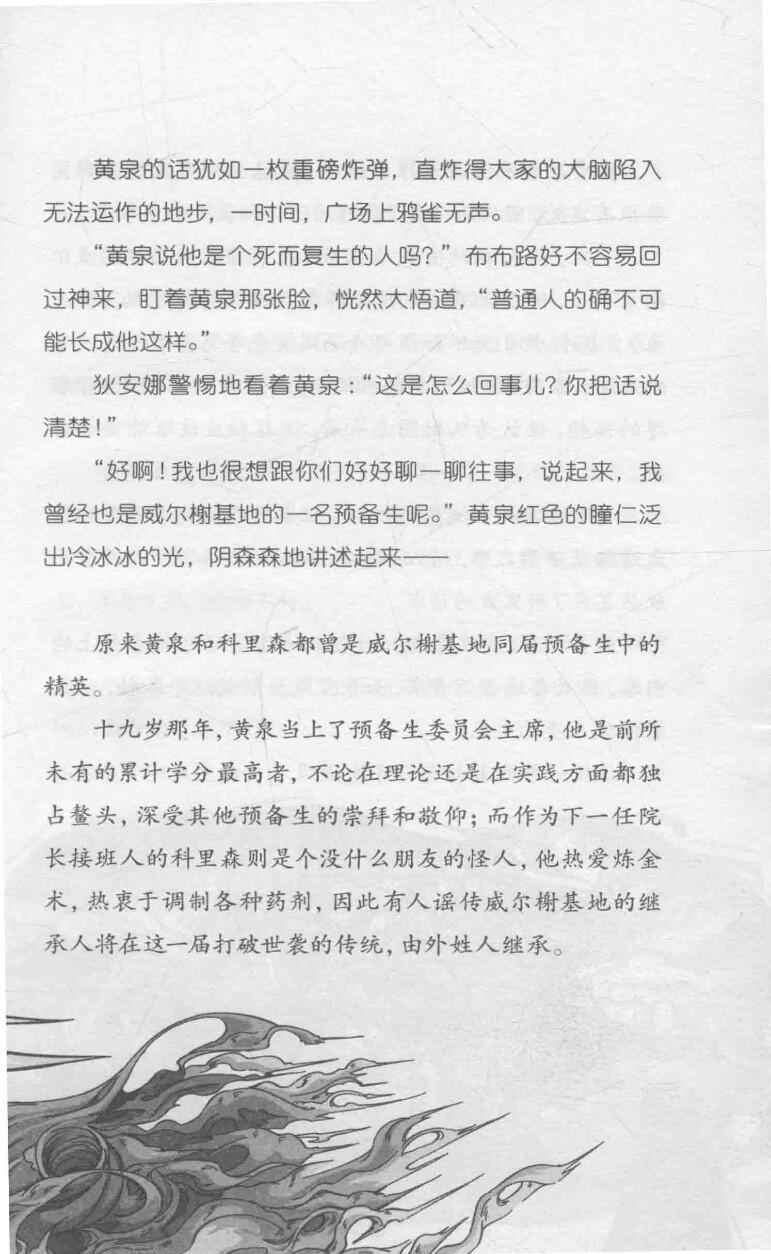 黄泉的话犹如一枚重磅炸弹，直炸得大家的大脑陷入
无法运作的地步，一时间，广场上鸦雀无声。
“黄泉说他是个死而复生的人吗？”布布路好不容易回
过神来，盯着黄泉那张脸，恍然大悟道，“普通人的确不可
能长成他这样。”
狄安娜警惕地看着黄泉：“这是怎么回事儿？你把话说
清楚！”
“好啊！我也很想跟你们好好聊一聊往事，说起来，我
曾经也是威尔榭基地的一名预备生呢。”黄泉红色的瞳仁泛
出冷冰冰的光，阴森森地讲述起来
原来黄泉和科里森都曾是威尔榭基地同届预备生中的
精英。
十九岁那年，黄泉当上了预备生委员会主席，他是前所
未有的累计学分最高者，不论在理论还是在实践方面都独
占鳌头，深受其他预备生的崇拜和敬仰；而作为下一任院
长接班人的科里森则是个没什么朋友的怪人，他热爱炼金
术，热衷于调制各种药剂，因此有人谣传威尔榭基地的继
承人将在这一届打破世袭的传统，由外姓人继承。